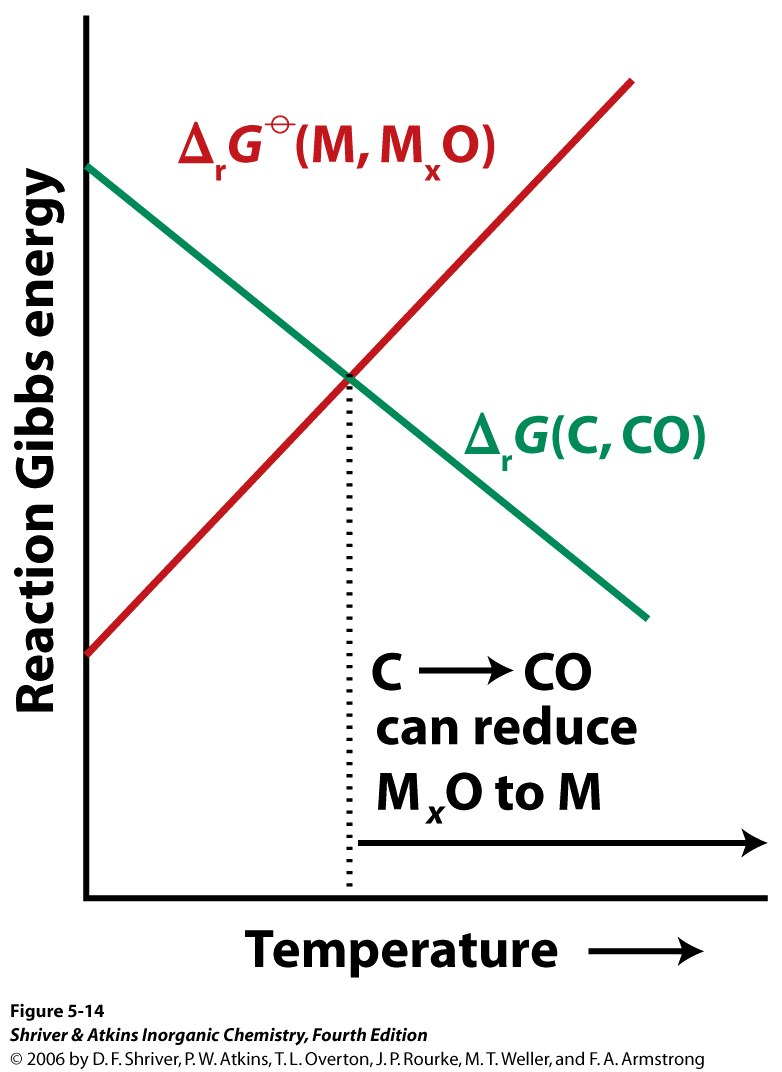 Reaction Gibbs energy
ΔrG⦵(M, MxO)
ΔrG(C, CO)
C ⟶ CO
can reduce
MxO to M
Temperature ⟶
Figure 5-14
Shriver & Atkins Inorganic Chemistry, Fourth Edition
© 2006 by D. F. Shriver, P. W. Atkins, T. L. Overton, J. P. Rourke, M. T. Weller, and F. A. Armstrong